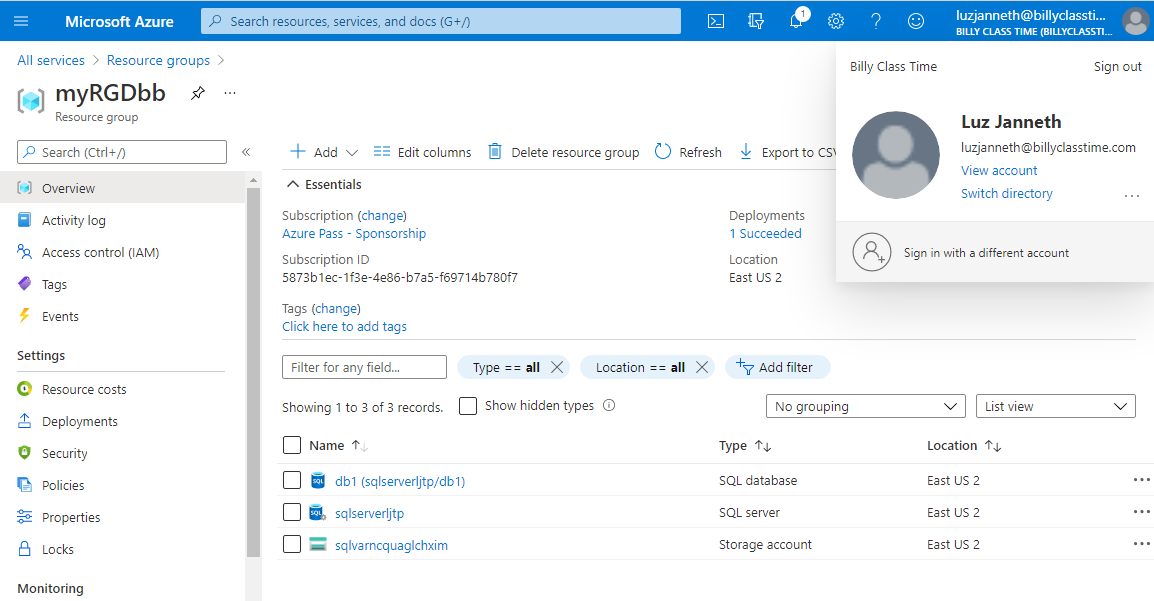 Microsoft Azure
Search resources, services, and docs (G+/)
1
luzjanneth@billyclassti...
BILLY CLASS TIME (BILLYCLASSTI...
All services > Resource groups >
myRGDbb
...
Resource group
Search (Ctrl+/)
«
Overview
Activity log
Access control (IAM)
Tags
Events
Settings
Resource costs
Deployments
Security
Policies
Properties
Locks
Monitoring
Add
Edit columns
Delete resource group
Refresh
Export to CSV
Essentials
Subscription (change)
Azure Pass - Sponsorship
Subscription ID
5873b1ec-1f3e-4e86-b7a5-f69714b780f7
Tags (change)
Click here to add tags
Deployments
1 Succeeded
Location
East US 2
Filter for any field...
Type == all
Location == all
Add filter
Showing 1 to 3 of 3 records.
Show hidden types
No grouping
List view
Name
Type
Location
db1 (sqlserverljtp/db1) SQL database East US 2 ...
sqlserverljtp SQL server East US 2 ...
sqlvarncquaglchxim Storage account East US 2 ...
Billy Class Time
Sign out
Luz Janneth
luzjanneth@billyclasstime.com
View account
Switch directory
...
Sign in with a different account